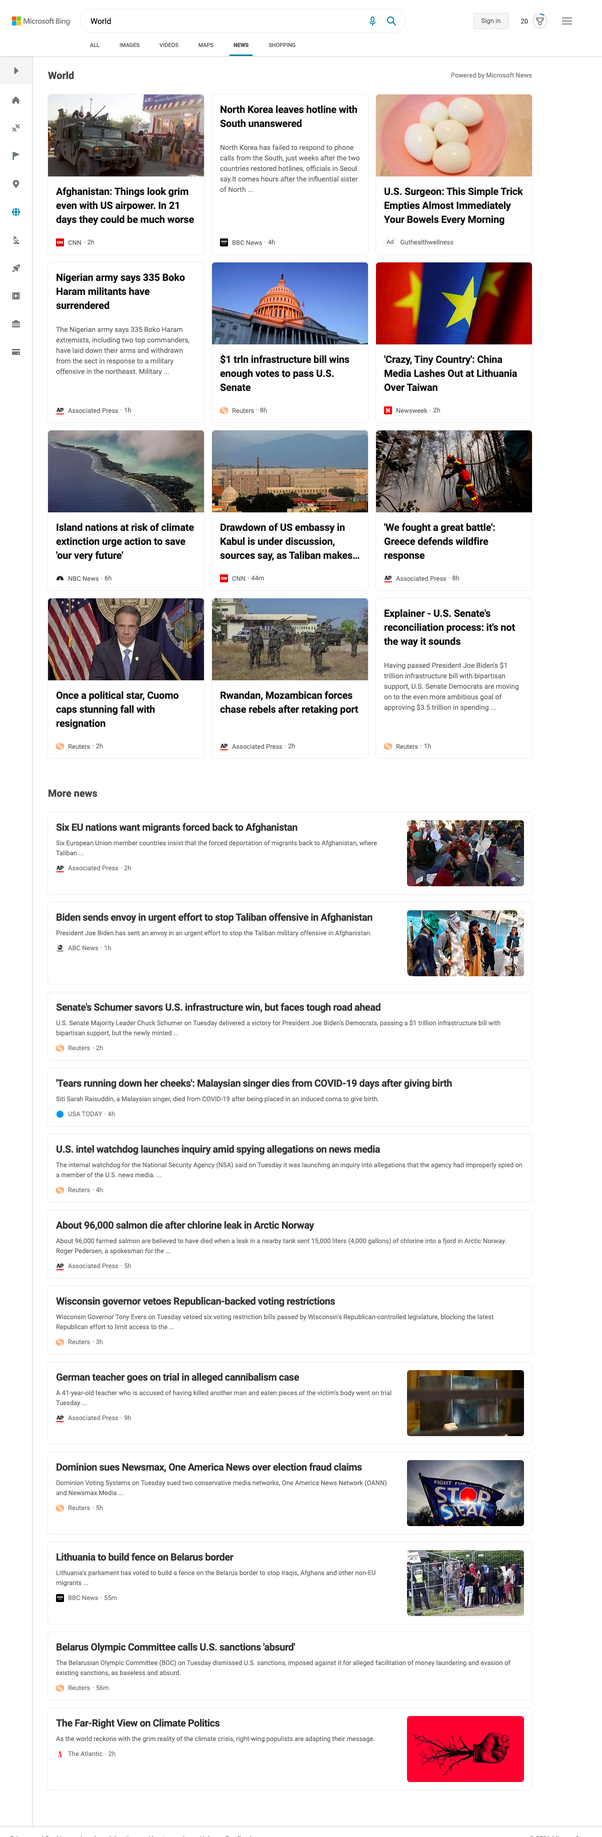 Microsoft Bing
World
Sign in
20
ALL
IMAGES
VIDEOS
MAPS
NEWS
SHOPPING
World
Powered by Microsoft News
Afghanistan: Things look grim
even with US airpower. In 21
days they could be much worse
CNN · 2h
North Korea leaves hotline with
South unanswered
North Korea has failed to respond to phone
calls from the South, just weeks after the two
countries restored hotlines, officials in Seoul
say.It comes hours after the influential sister
of North ...
BBC News · 4h
U.S. Surgeon: This Simple Trick
Empties Almost Immediately
Your Bowels Every Morning
Ad Guthealthwellness
Nigerian army says 335 Boko
Haram militants have
surrendered
The Nigerian army says 335 Boko Haram
extremists, including two top commanders,
have laid down their arms and withdrawn
from the sect in response to a military
offensive in the northeast. Military ...
AP Associated Press · 1h
$1 trln infrastructure bill wins
enough votes to pass U.S.
Senate
Reuters · 8h
'Crazy, Tiny Country': China
Media Lashes Out at Lithuania
Over Taiwan
N Newsweek · 2h
Island nations at risk of climate
extinction urge action to save
'our very future'
NBC News · 6h
Drawdown of US embassy in
Kabul is under discussion,
sources say, as Taliban makes...
CNN · 44m
'We fought a great battle':
Greece defends wildfire
response
AP Associated Press · 8h
Once a political star, Cuomo
caps stunning fall with
resignation
Reuters · 2h
Rwandan, Mozambican forces
chase rebels after retaking port
AP Associated Press · 2h
Explainer - U.S. Senate's
reconciliation process: it's not
the way it sounds
Having passed President Joe Biden's $1
trillion infrastructure bill with bipartisan
support, U.S. Senate Democrats are moving
on to the even more ambitious goal of
approving $3.5 trillion in spending ...
Reuters · 1h
More news
Six EU nations want migrants forced back to Afghanistan
Six European Union member countries insist that the forced deportation of migrants back to Afghanistan, where
Taliban ...
AP Associated Press · 2h
Biden sends envoy in urgent effort to stop Taliban offensive in Afghanistan
President Joe Biden has sent an envoy in an urgent effort to stop the Taliban military offensive in Afghanistan.
ABC News · 1h
Senate's Schumer savors U.S. infrastructure win, but faces tough road ahead
U.S. Senate Majority Leader Chuck Schumer on Tuesday delivered a victory for President Joe Biden's Democrats, passing a $1 trillion infrastructure bill with
bipartisan support, but the newly minted ...
Reuters · 2h
'Tears running down her cheeks': Malaysian singer dies from COVID-19 days after giving birth
Siti Sarah Raisuddin, a Malaysian singer, died from COVID-19 after being placed in an induced coma to give birth.
USA TODAY · 4h
U.S. intel watchdog launches inquiry amid spying allegations on news media
The internal watchdog for the National Security Agency (NSA) said on Tuesday it was launching an inquiry into allegations that the agency had improperly spied on
a member of the U.S. news media. ...
Reuters · 4h
About 96,000 salmon die after chlorine leak in Arctic Norway
About 96,000 farmed salmon are believed to have died when a leak in a nearby tank sent 15,000 liters (4,000 gallons) of chlorine into a fjord in Arctic Norway.
Roger Pedersen, a spokesman for the ...
AP Associated Press · 5h
Wisconsin governor vetoes Republican-backed voting restrictions
Wisconsin Governor Tony Evers on Tuesday vetoed six voting restriction bills passed by Wisconsin's Republican-controlled legislature, blocking the latest
Republican effort to limit access to the ...
Reuters · 3h
German teacher goes on trial in alleged cannibalism case
A 41-year-old teacher who is accused of having killed another man and eaten pieces of the victim's body went on trial
Tuesday ...
AP Associated Press · 9h
Dominion sues Newsmax, One America News over election fraud claims
Dominion Voting Systems on Tuesday sued two conservative media networks, One America News Network (OANN)
and Newsmax Media ...
Reuters · 5h
STOP
STEAL
Lithuania to build fence on Belarus border
Lithuania's parliament has voted to build a fence on the Belarus border to stop Iraqis, Afghans and other non-EU
migrants ...
BBC News · 55m
Belarus Olympic Committee calls U.S. sanctions 'absurd'
The Belarusian Olympic Committee (BOC) on Tuesday dismissed U.S. sanctions, imposed against it for alleged facilitation of money laundering and evasion of
existing sanctions, as baseless and absurd.
Reuters · 56m
The Far-Right View on Climate Politics
As the world reckons with the grim reality of the climate crisis, right-wing populists are adapting their message.
The Atlantic · 2h